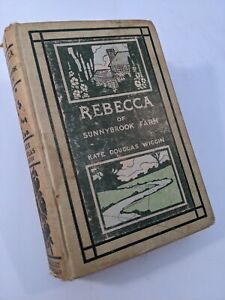 REBECCA
OF
SUNNYBROOK FARM
KATE DOUGLAS WIGGIN